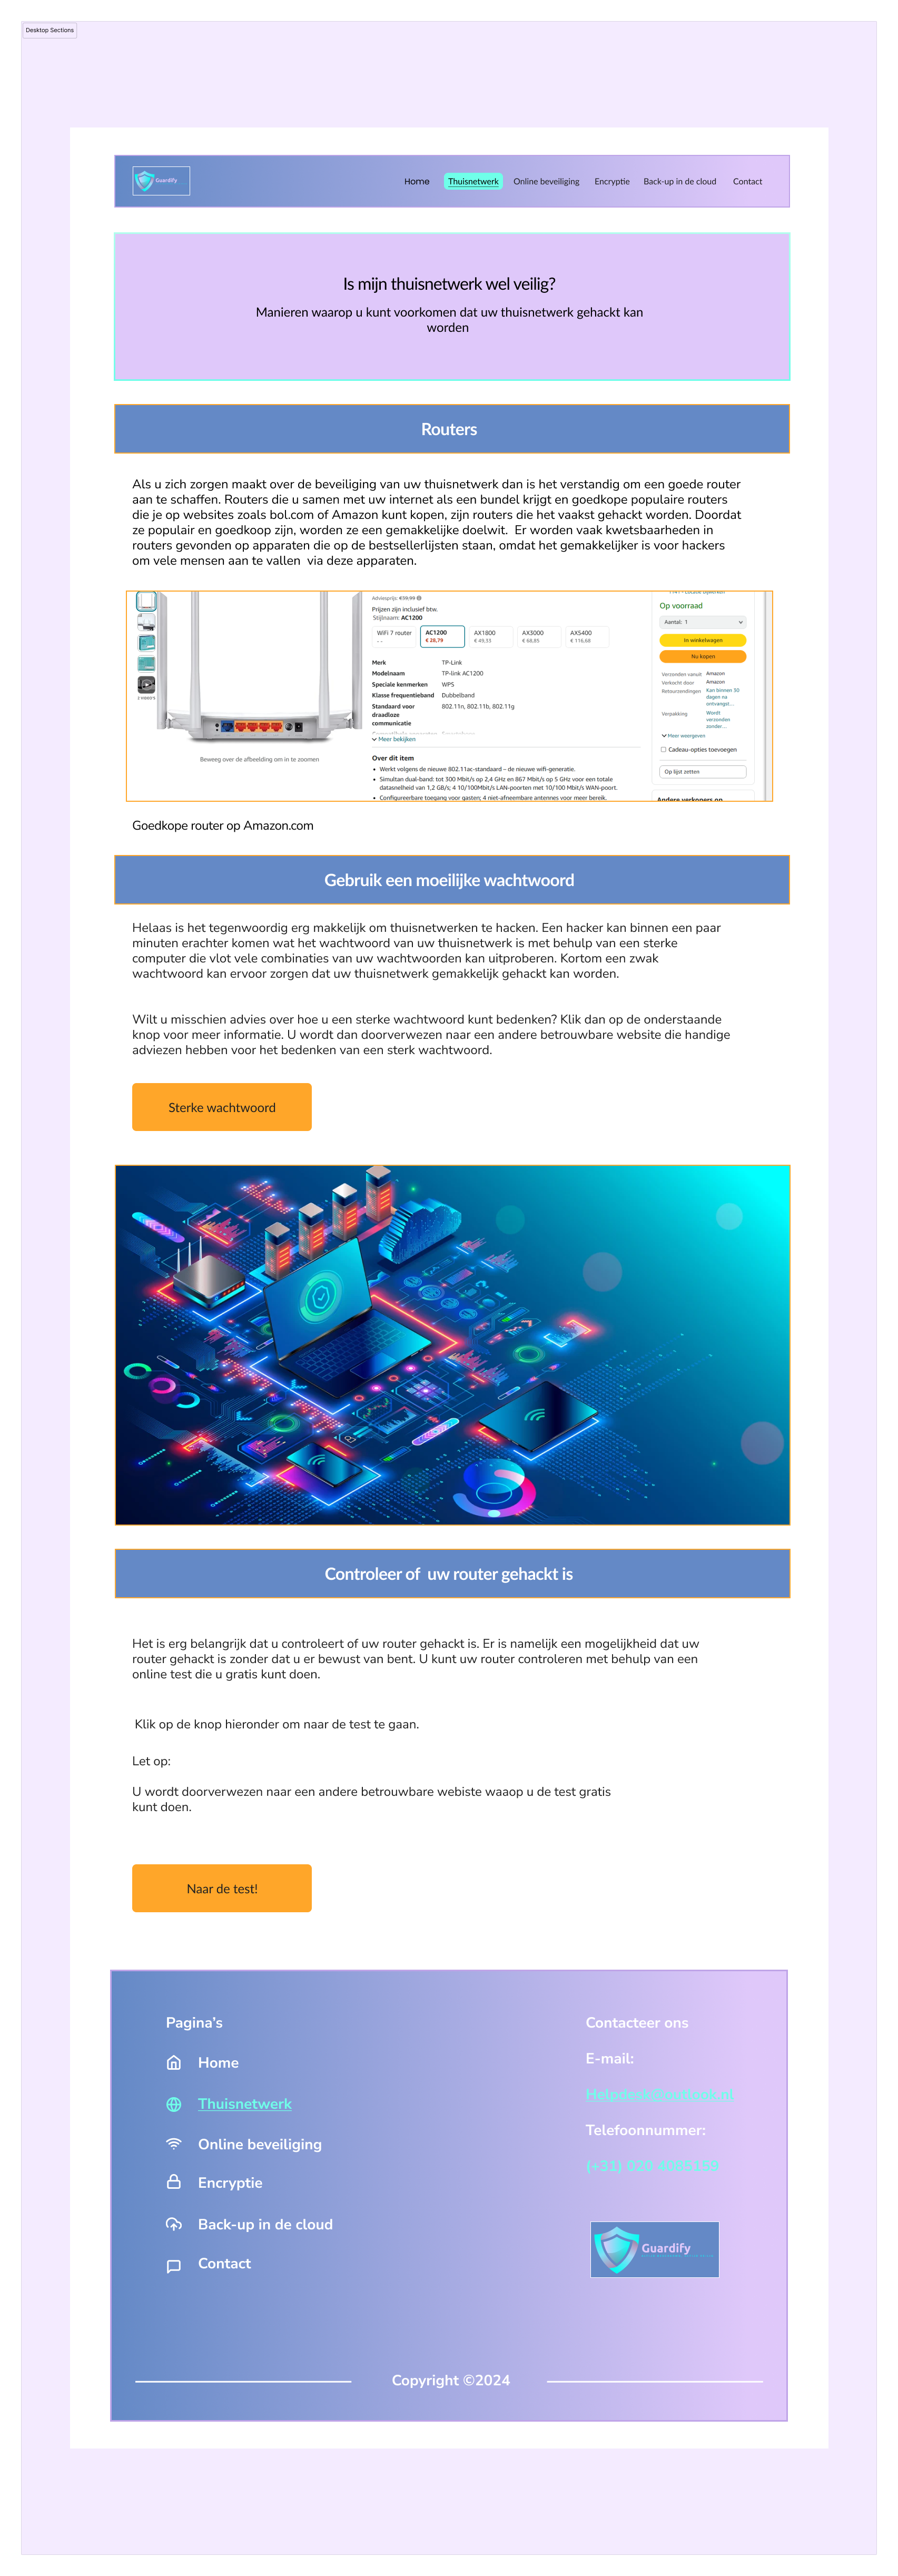 Desktop Sections
Guardify
Home
Thuisnetwerk
Online beveiliging
Encryptie
Back-up in de cloud
Contact
Is mijn thuisnetwerk wel veilig?
Manieren waarop u kunt voorkomen dat uw thuisnetwerk gehackt kan
worden
Routers
Als u zich zorgen maakt over de beveiliging van uw thuisnetwerk dan is het verstandig om een goede router
aan te schaffen. Routers die u samen met uw internet als een bundel krijgt en goedkope populaire routers
die je op websites zoals bol.com of Amazon kunt kopen, zijn routers die het vaakst gehackt worden. Doordat
ze populair en goedkoop zijn, worden ze een gemakkelijke doelwit.  Er worden vaak kwetsbaarheden in
routers gevonden op apparaten die op de bestsellerlijsten staan, omdat het gemakkelijker is voor hackers
om vele mensen aan te vallen  via deze apparaten.
2 VIDEO'S
Beweeg over de afbeelding om in te zoomen
Adviesprijs: €39,99
Prijzen zijn inclusief btw.
Stijlnaam: AC1200
WiFi 7 router
- -
AC1200
€ 28,79
AX1800
€ 49,33
AX3000
€ 68,85
AX5400
€ 116,68
Merk TP-Link
Modelnaam TP-link AC1200
Speciale kenmerken WPS
Klasse frequentieband Dubbelband
Standaard voor 802.11n, 802.11b, 802.11g
draadloze
communicatie
Meer bekijken
Over dit item
• Werkt volgens de nieuwe 802.11ac-standaard – de nieuwe wifi-generatie.
• Simultan dual-band: tot 300 Mbit/s op 2,4 GHz en 867 Mbit/s op 5 GHz voor een totale
datasnelheid van 1,2 GB/s; 4 10/100Mbit/s LAN-poorten met 10/100 Mbit/s WAN-poort.
• Configureerbare toegang voor gasten; 4 niet-afneembare antennes voor meer bereik.
Op voorraad
Aantal: 1
In winkelwagen
Nu kopen
Verzonden vanuit Amazon
Verkocht door Amazon
Retourzendingen Kan binnen 30
dagen na
ontvangst...
Verpakking Wordt
verzonden
zonder...
Meer weergeven
Cadeau-opties toevoegen
Op lijst zetten
Andere verkopers op
Goedkope router op Amazon.com
Gebruik een moeilijke wachtwoord
Helaas is het tegenwoordig erg makkelijk om thuisnetwerken te hacken. Een hacker kan binnen een paar
minuten erachter komen wat het wachtwoord van uw thuisnetwerk is met behulp van een sterke
computer die vlot vele combinaties van uw wachtwoorden kan uitproberen. Kortom een zwak
wachtwoord kan ervoor zorgen dat uw thuisnetwerk gemakkelijk gehackt kan worden.
Wilt u misschien advies over hoe u een sterke wachtwoord kunt bedenken? Klik dan op de onderstaande
knop voor meer informatie. U wordt dan doorverwezen naar een andere betrouwbare website die handige
adviezen hebben voor het bedenken van een sterk wachtwoord.
Sterke wachtwoord
Controleer of  uw router gehackt is
Het is erg belangrijk dat u controleert of uw router gehackt is. Er is namelijk een mogelijkheid dat uw
router gehackt is zonder dat u er bewust van bent. U kunt uw router controleren met behulp van een
online test die u gratis kunt doen.
Klik op de knop hieronder om naar de test te gaan.
Let op:
U wordt doorverwezen naar een andere betrouwbare webiste waaop u de test gratis
kunt doen.
Naar de test!
Pagina's
Home
Thuisnetwerk
Online beveiliging
Encryptie
Back-up in de cloud
Contact
Contacteer ons
E-mail:
Helpdesk@outlook.nl
Telefoonnummer:
(+31) 020
Guardify
Copyright ©2024